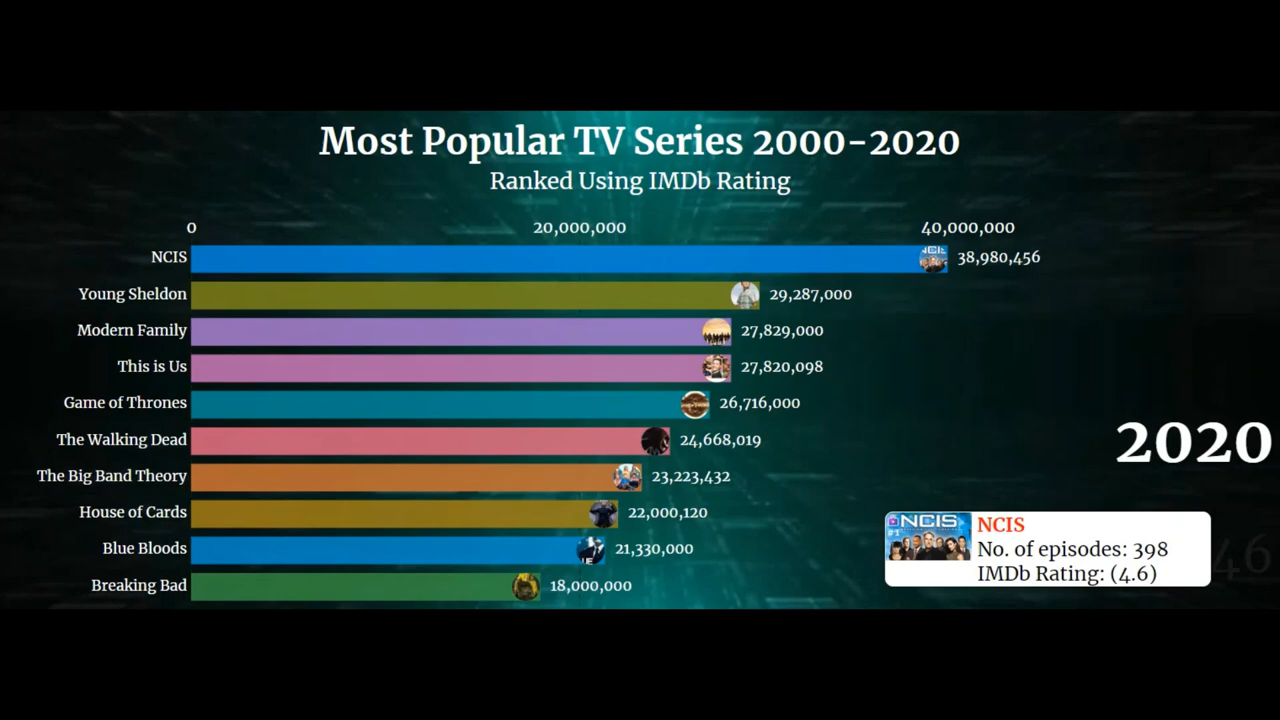 Most Popular TV Series 2000-2020
Ranked Using IMDb Rating
0 20,000,000 40,000,000
NCIS 38,980,456
Young Sheldon 29,287,000
Modern Family 27,829,000
This is Us 27,820,098
Game of Thrones 26,716,000
The Walking Dead 24,668,019
The Big Band Theory 23,223,432
House of Cards 22,000,120
Blue Bloods 21,330,000
Breaking Bad 18,000,000
2020
NCIS
#1
NCIS
No. of episodes: 398
IMDb Rating: (4.6)